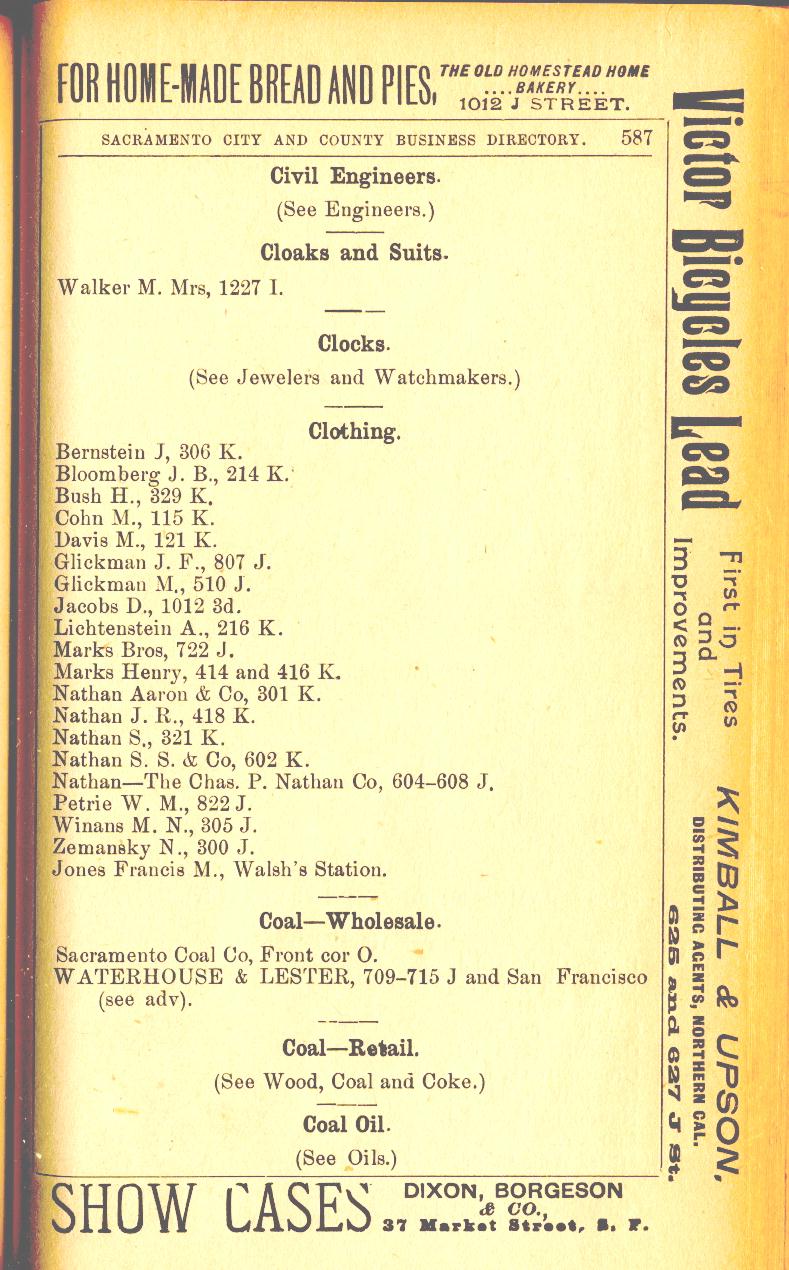 FOR HOME-MADE BREAD AND PIES, THE OLD HOMESTEAD HOME
....BAKERY....
1012 J STREET.
SACRAMENTO CITY AND COUNTY BUSINESS DIRECTORY. 587
Civil Engineers.
(See Engineers.)
Cloaks and Suits.
Walker M. Mrs, 1227 I.
Clocks.
(See Jewelers and Watchmakers.)
Clothing.
Bernstein J, 306 K.
Bloomberg J. B., 214 K.
Bush H., 329 K.
Cohn M., 115 K.
Davis M., 121 K.
Glickman J. F., 807 J.
Glickman M., 510 J.
Jacobs D., 1012 3d.
Lichtenstein A., 216 K.
Marks Bros, 722 J.
Marks Henry, 414 and 416 K.
Nathan Aaron & Co, 301 K.
Nathan J. R., 418 K.
Nathan S., 321 K.
Nathan S. S. & Co, 602 K.
Nathan—The Chas. P. Nathan Co, 604–608 J.
Petrie W. M., 822 J.
Winans M. N., 305 J.
Zemansky N., 300 J.
Jones Francis M., Walsh's Station.
Coal—Wholesale.
Sacramento Coal Co, Front cor O.
WATERHOUSE & LESTER, 709–715 J and San Francisco
(see adv).
Coal—Retail.
(See Wood, Coal and Coke.)
Coal Oil.
(See Oils.)
SHOW CASES DIXON, BORGESON
& CO.,
37 Market Street, S. F.
Victor Bicycles Lead
First in Tires
and
Improvements.
KIMBALL & UPSON,
DISTRIBUTING AGENTS, NORTHERN CAL.
625 and 627 J St.